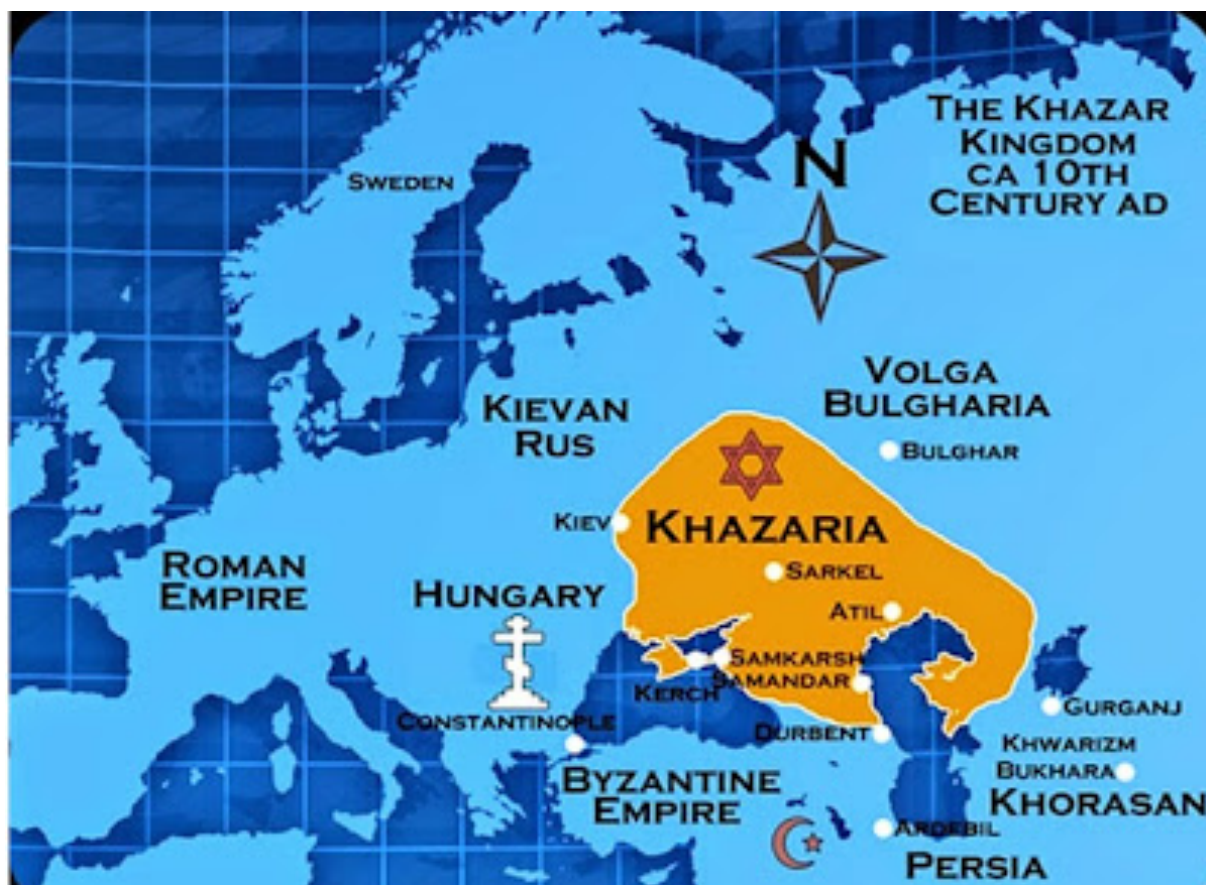 THE KHAZAR
KINGDOM
CA 10TH
CENTURY AD
N
SWEDEN
VOLGA
BULGHARIA
KIEVAN
RUS
BULGHAR
KIEV
KHAZARIA
ROMAN
EMPIRE
SARKEL
HUNGARY
ATIL
SAMKARSH
KERCH
SAMANDAR
GURGANJ
CONSTANTINOPLE
DURBENT
KHWARIZM
BUKHARA
BYZANTINE
EMPIRE
KHORASAN
ARDEBIL
PERSIA